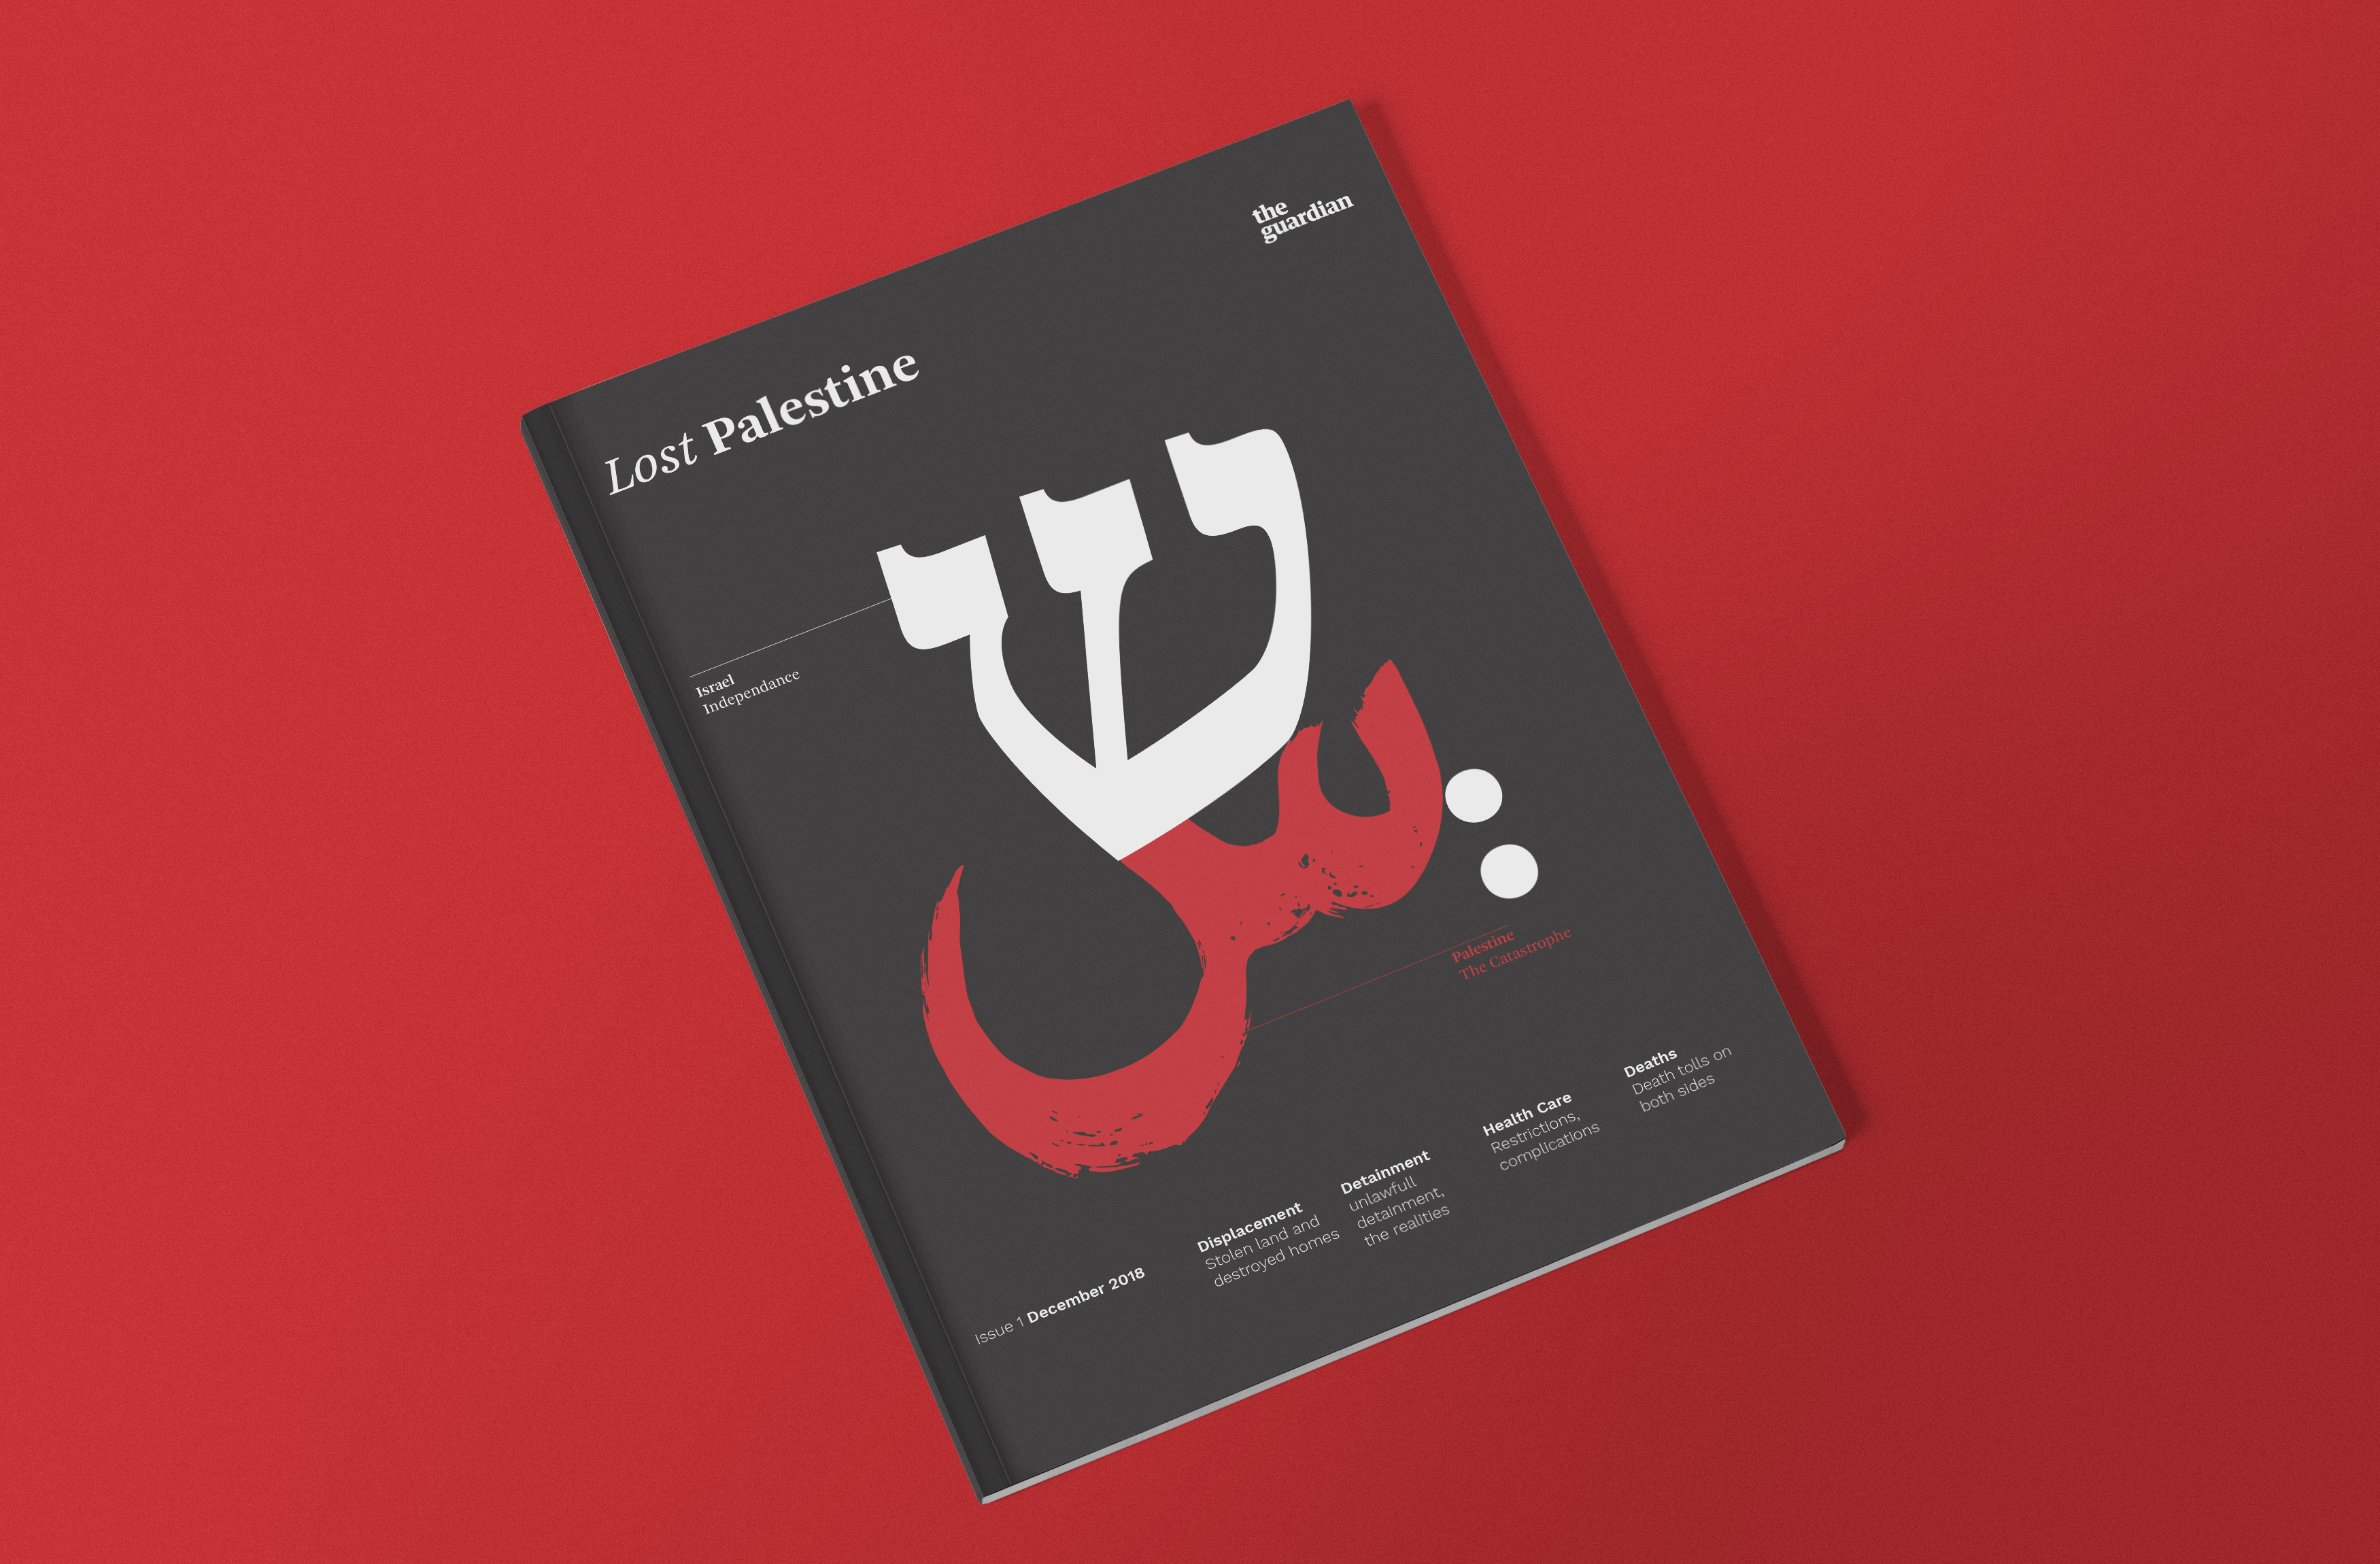 the
guardian
Lost Palestine
ש
Israel
Independance
Palestine
The Catastrophe
Deaths
Death tolls on
both sides
Health Care
Restrictions,
complications
Detainment
unlawfull
detainment,
the realities
Displacement
Stolen land and
destroyed homes
Issue 1 December 2018